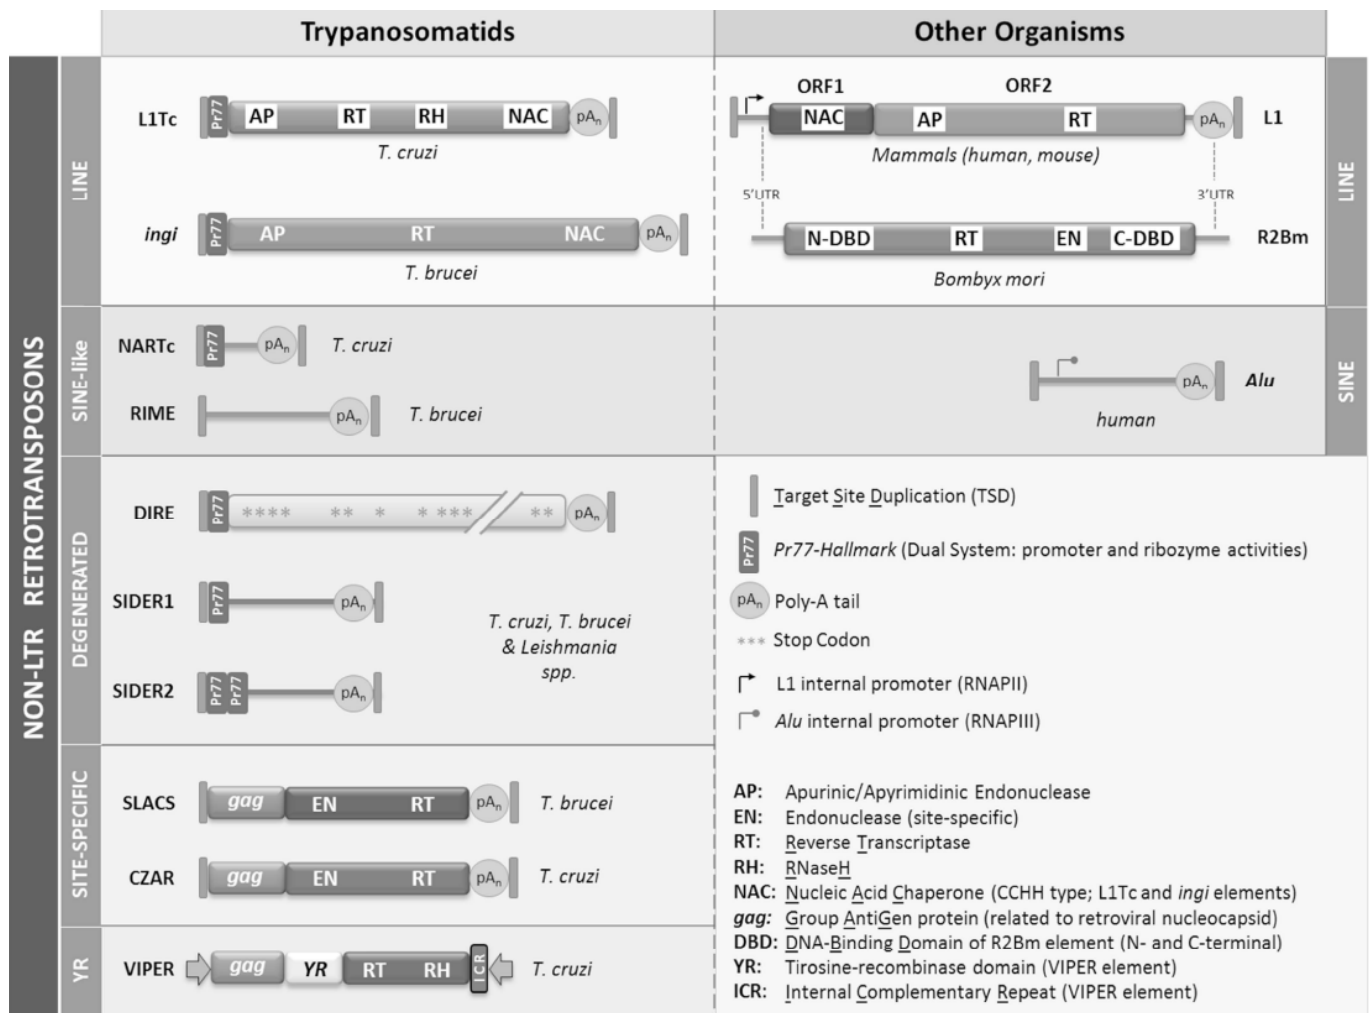 Trypanosomatids
Other Organisms
NON-LTR RETROTRANSPOSONS
LINE
L1Tc
Pr77
AP
RT
RH
NAC
pAn
T. cruzi
ingi
Pr77
AP
RT
NAC
pAn
T. brucei
ORF1
ORF2
NAC
AP
RT
pAn
L1
Mammals (human, mouse)
5'UTR
3'UTR
N-DBD
RT
EN
C-DBD
R2Bm
Bombyx mori
LINE
SINE-like
NARTc
Pr77
pAn
T. cruzi
RIME
pAn
T. brucei
pAn
Alu
human
SINE
DEGENERATED
DIRE
Pr77
**** ** * * *** **
pAn
SIDER1
Pr77
pAn
SIDER2
Pr77
Pr77
pAn
T. cruzi, T. brucei
& Leishmania
spp.
SITE-SPECIFIC
SLACS
gag
EN
RT
pAn
T. brucei
CZAR
gag
EN
RT
pAn
T. cruzi
YR
VIPER
gag
YR
RT
RH
ICR
T. cruzi
Target Site Duplication (TSD)
Pr77
Pr77-Hallmark (Dual System: promoter and ribozyme activities)
pAn
Poly-A tail
*** Stop Codon
L1 internal promoter (RNAPII)
Alu internal promoter (RNAPIII)
AP: Apurinic/Apyrimidinic Endonuclease
EN: Endonuclease (site-specific)
RT: Reverse Transcriptase
RH: RNaseH
NAC: Nucleic Acid Chaperone (CCHH type; L1Tc and ingi elements)
gag: Group AntiGen protein (related to retroviral nucleocapsid)
DBD: DNA-Binding Domain of R2Bm element (N- and C-terminal)
YR: Tirosine-recombinase domain (VIPER element)
ICR: Internal Complementary Repeat (VIPER element)